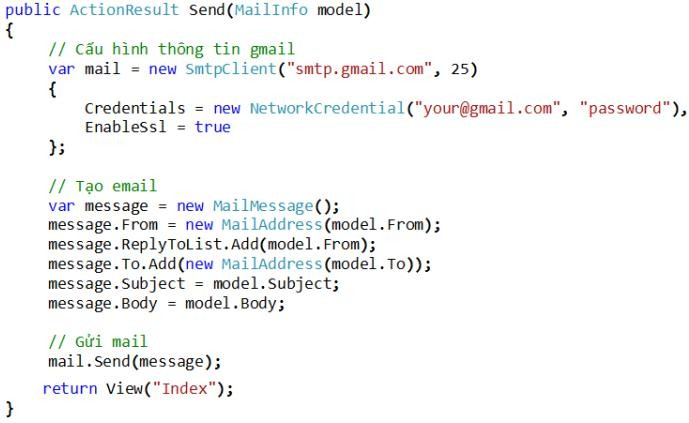 public ActionResult Send(MailInfo model)
{
// Cấu hình thông tin gmail
var mail = new SmtpClient("smtp.gmail.com", 25)
{
Credentials = new NetworkCredential("your@gmail.com", "password"),
EnableSsl = true
};
// Tạo email
var message = new MailMessage();
message.From = new MailAddress(model.From);
message.ReplyToList.Add(model.From);
message.To.Add(new MailAddress(model.To));
message.Subject = model.Subject;
message.Body = model.Body;
// Gửi mail
mail.Send(message);
return View("Index");
}